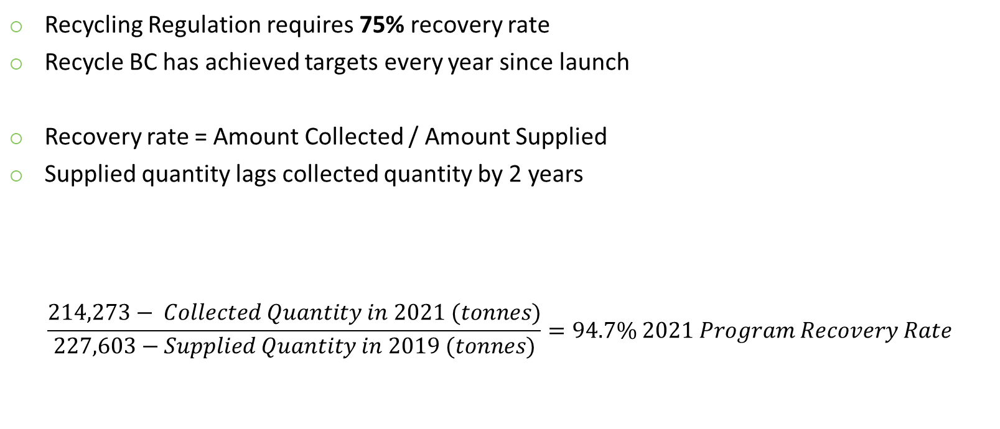 Recycling Regulation requires 75% recovery rate
Recycle BC has achieved targets every year since launch
Recovery rate = Amount Collected / Amount Supplied
Supplied quantity lags collected quantity by 2 years
214,273 − Collected Quantity in 2021 (tonnes)
227,603 − Supplied Quantity in 2019 (tonnes)
= 94.7% 2021 Program Recovery Rate